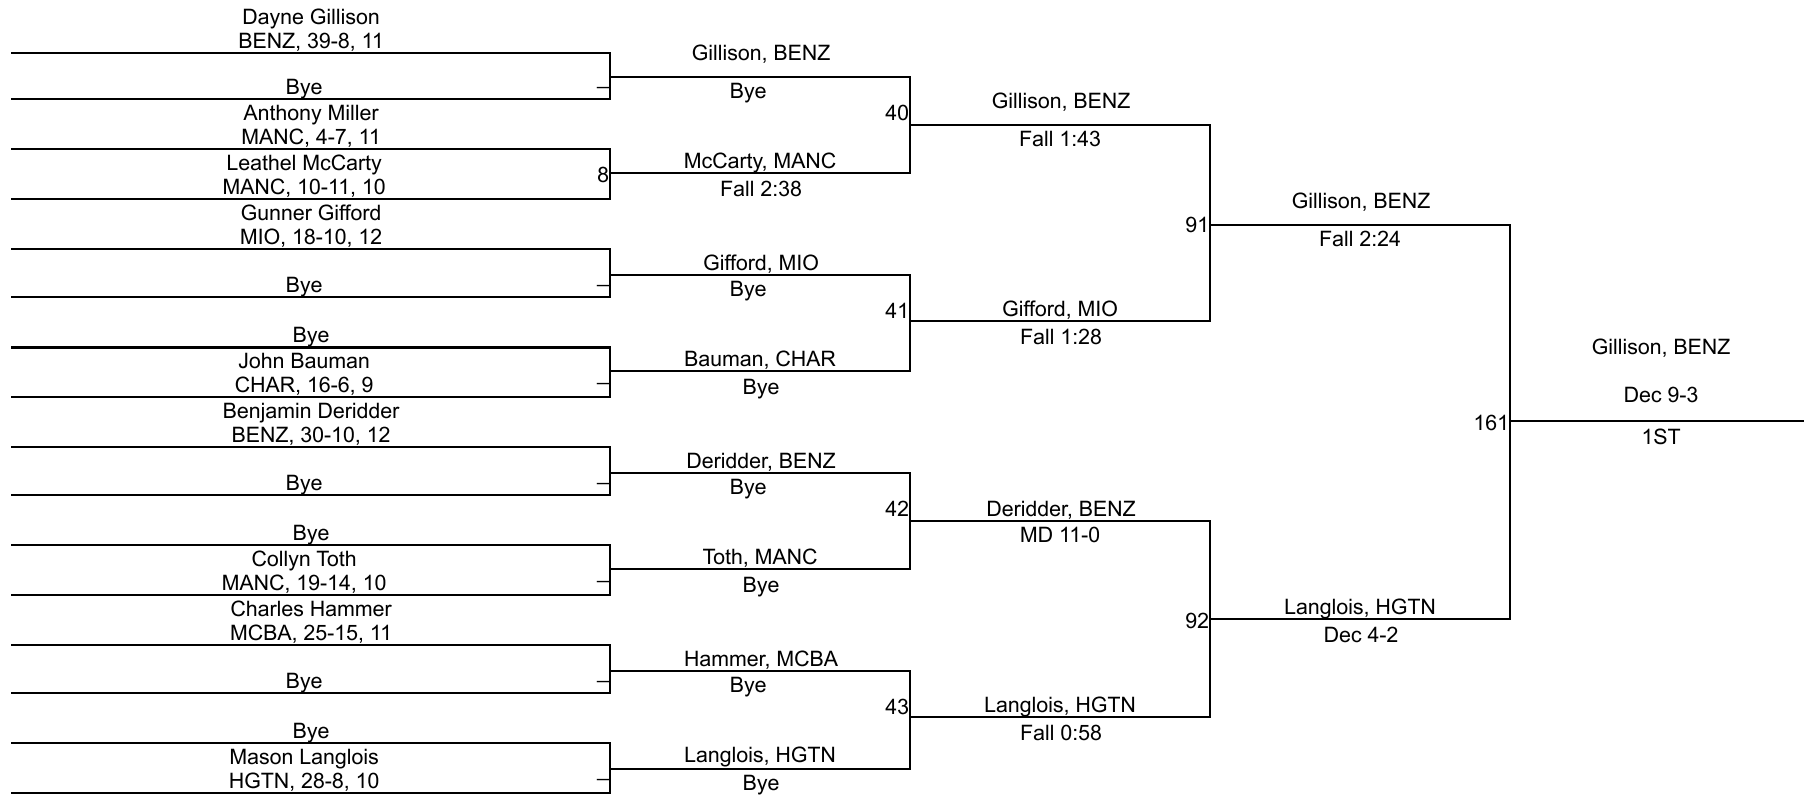 Dayne Gillison
BENZ, 39-8, 11
Bye
Anthony Miller
MANC, 4-7, 11
8
Leathel McCarty
MANC, 10-11, 10
Gunner Gifford
MIO, 18-10, 12
Bye
Bye
John Bauman
CHAR, 16-6, 9
Benjamin Deridder
BENZ, 30-10, 12
Bye
Bye
Collyn Toth
MANC, 19-14, 10
Charles Hammer
MCBA, 25-15, 11
Bye
Bye
Mason Langlois
HGTN, 28-8, 10
Gillison, BENZ
Bye
40
McCarty, MANC
Fall 2:38
Gifford, MIO
Bye
41
Bauman, CHAR
Bye
Deridder, BENZ
Bye
42
Toth, MANC
Bye
Hammer, MCBA
Bye
43
Langlois, HGTN
Bye
Gillison, BENZ
Fall 1:43
91
Gifford, MIO
Fall 1:28
Deridder, BENZ
MD 11-0
92
Langlois, HGTN
Fall 0:58
Gillison, BENZ
Fall 2:24
161
Langlois, HGTN
Dec 4-2
Gillison, BENZ
Dec 9-3
1ST